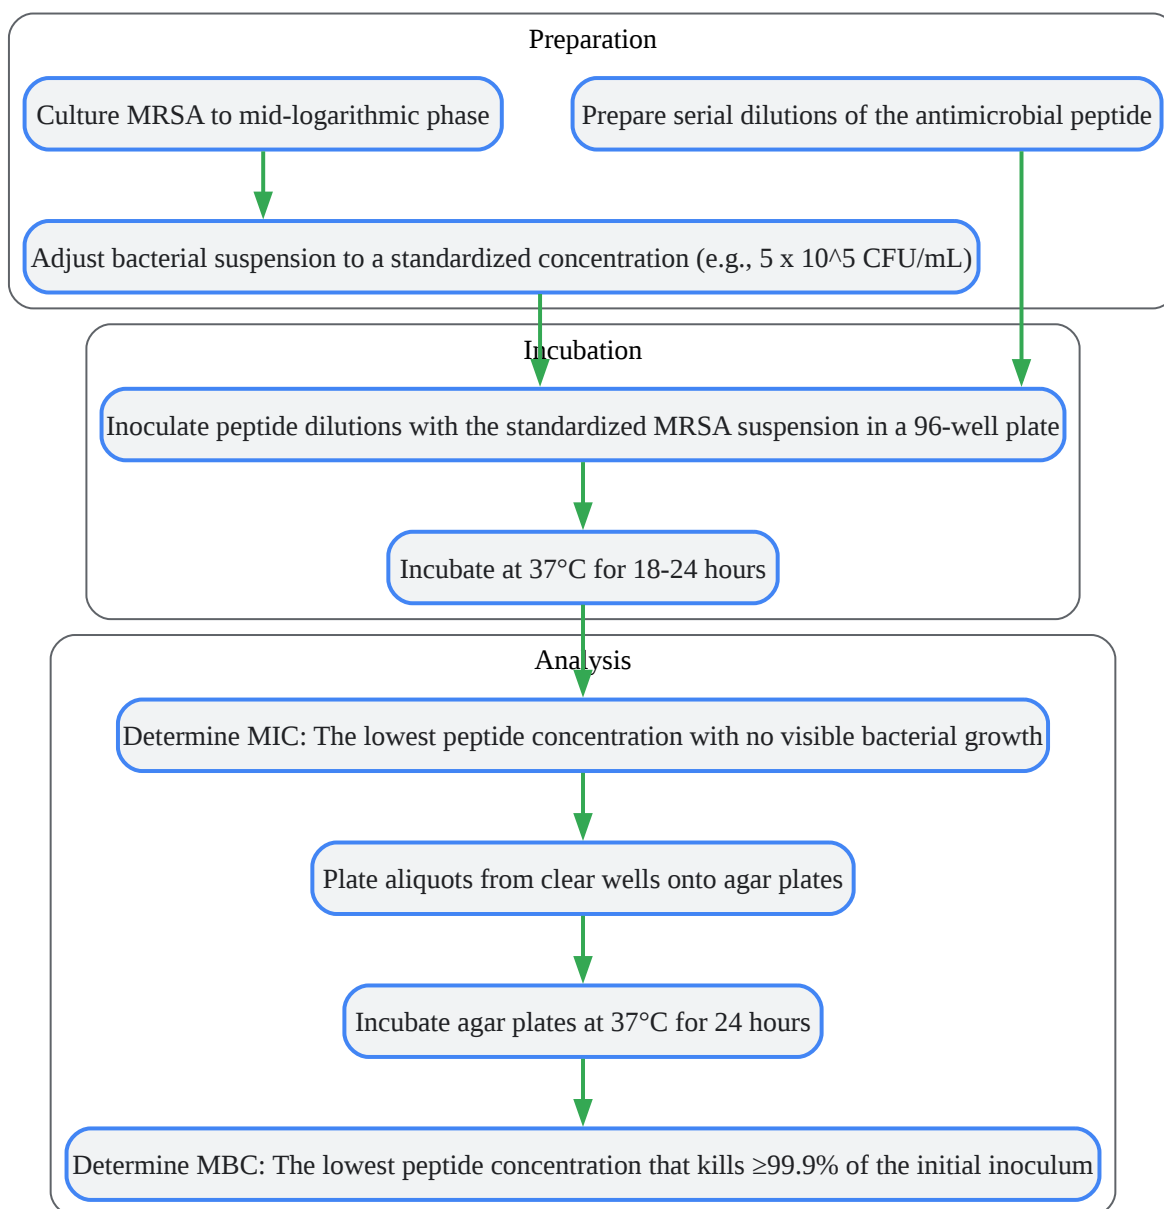 Preparation
Culture MRSA to mid-logarithmic phase
Prepare serial dilutions of the antimicrobial peptide
Adjust bacterial suspension to a standardized concentration (e.g., 5 x 10^5 CFU/mL)
Incubation
Inoculate peptide dilutions with the standardized MRSA suspension in a 96-well plate
Incubate at 37°C for 18-24 hours
Analysis
Determine MIC: The lowest peptide concentration with no visible bacterial growth
Plate aliquots from clear wells onto agar plates
Incubate agar plates at 37°C for 24 hours
Determine MBC: The lowest peptide concentration that kills ≥99.9% of the initial inoculum